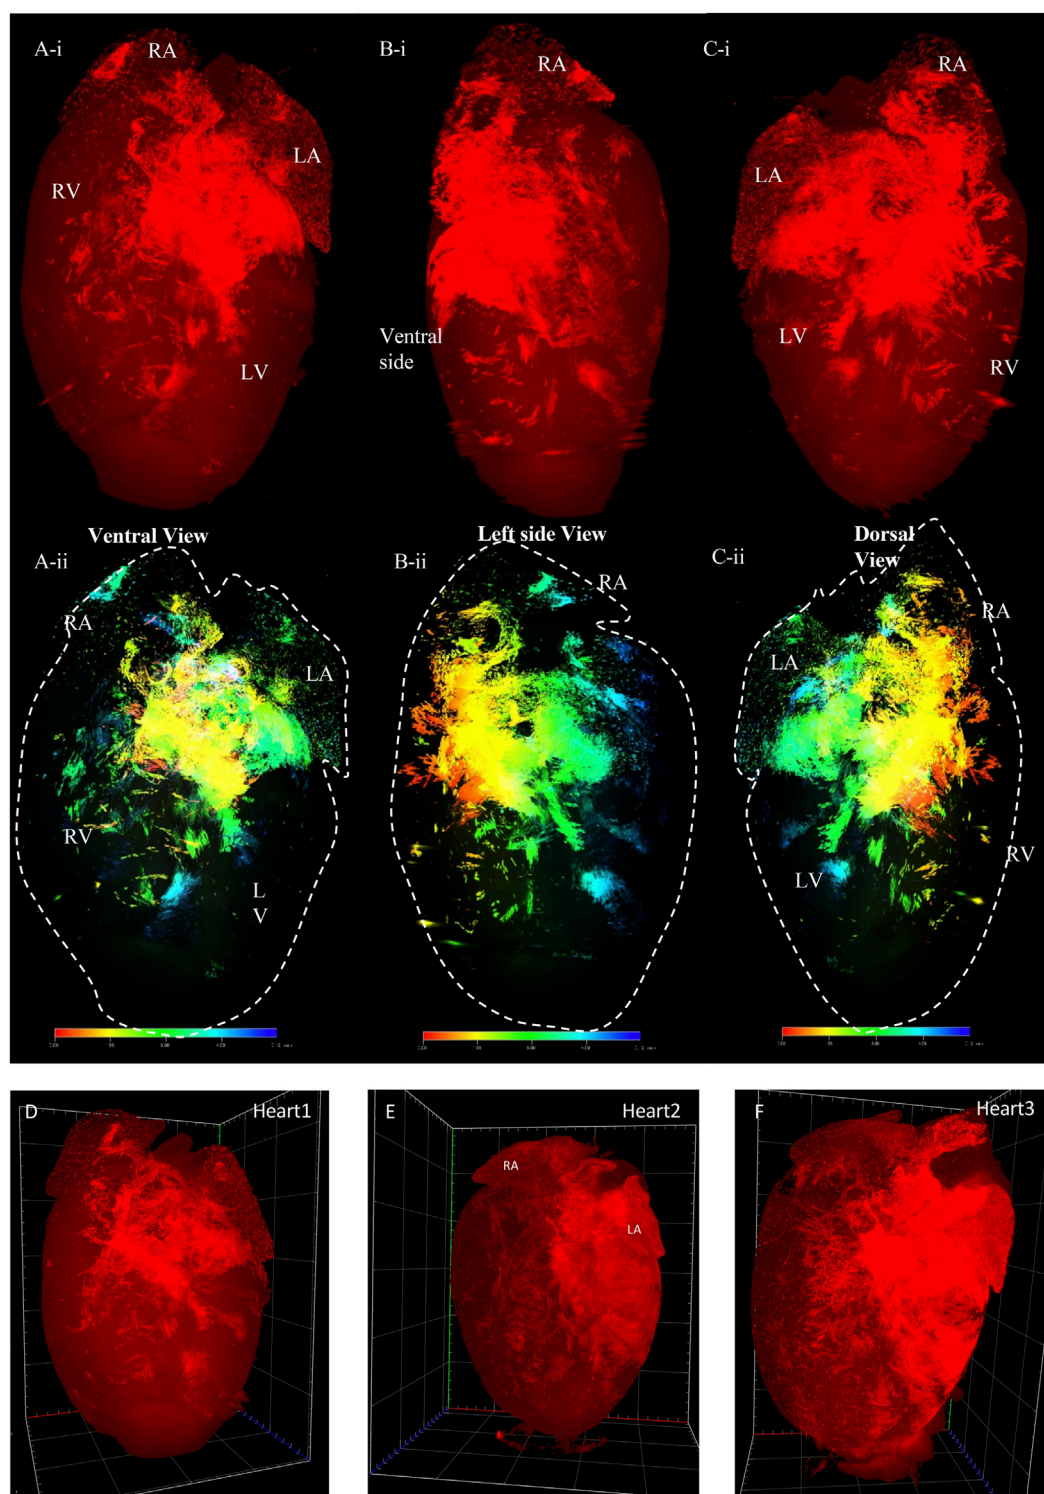 A-i
RA
LA
RV
LV
B-i
RA
Ventral
side
C-i
RA
LA
LV
RV
Ventral View
A-ii
RA
LA
RV
L
V
Left side View
B-ii
RA
Dorsal
View
C-ii
RA
LA
LV
RV
D
Heart1
E
Heart2
RA
LA
F
Heart3